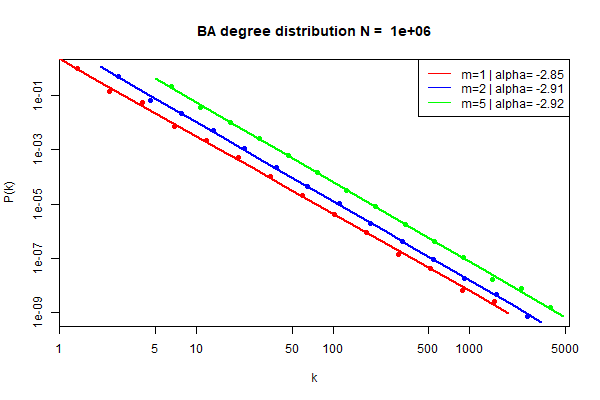 BA degree distribution N = 1e+06
m=1 | alpha= -2.85
m=2 | alpha= -2.91
m=5 | alpha= -2.92
P(k)
1e-01
1e-03
1e-05
1e-07
1e-09
1 5 10 50 100 500 1000 5000
k